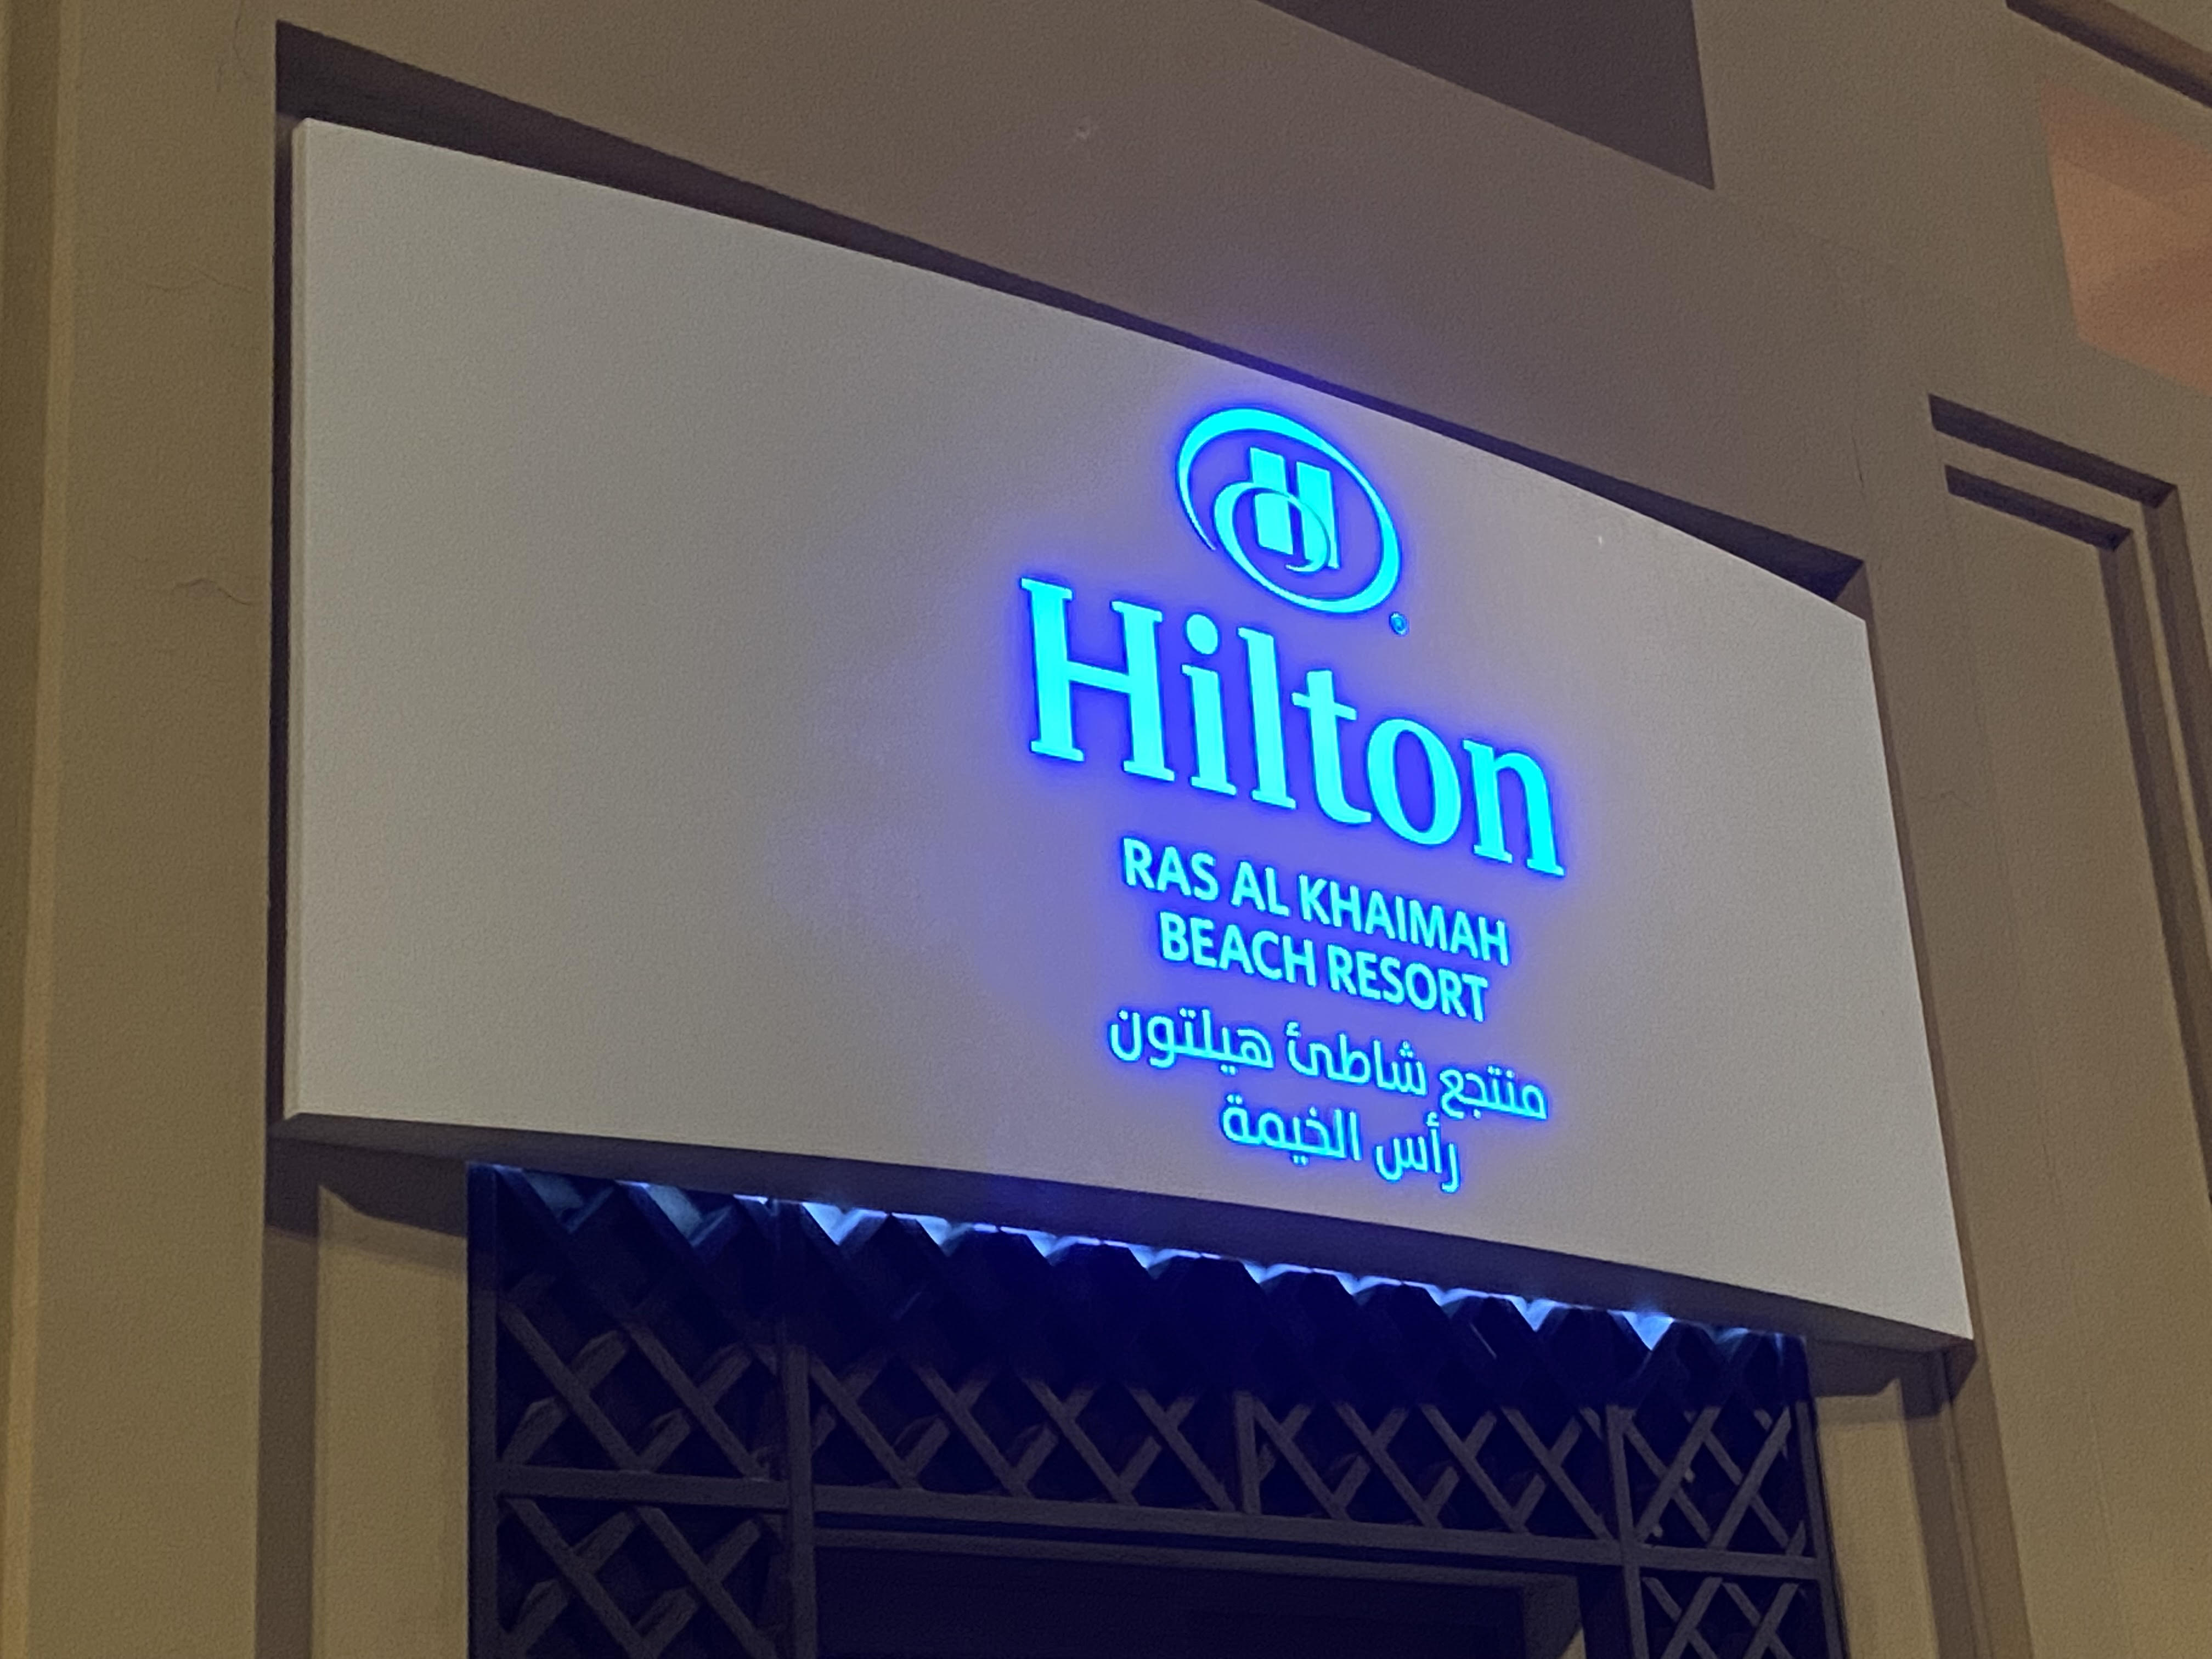 Hilton
RAS AL KHAIMAH
BEACH RESORT
منتجع شاطئ هيلتون
رأس الخيمة